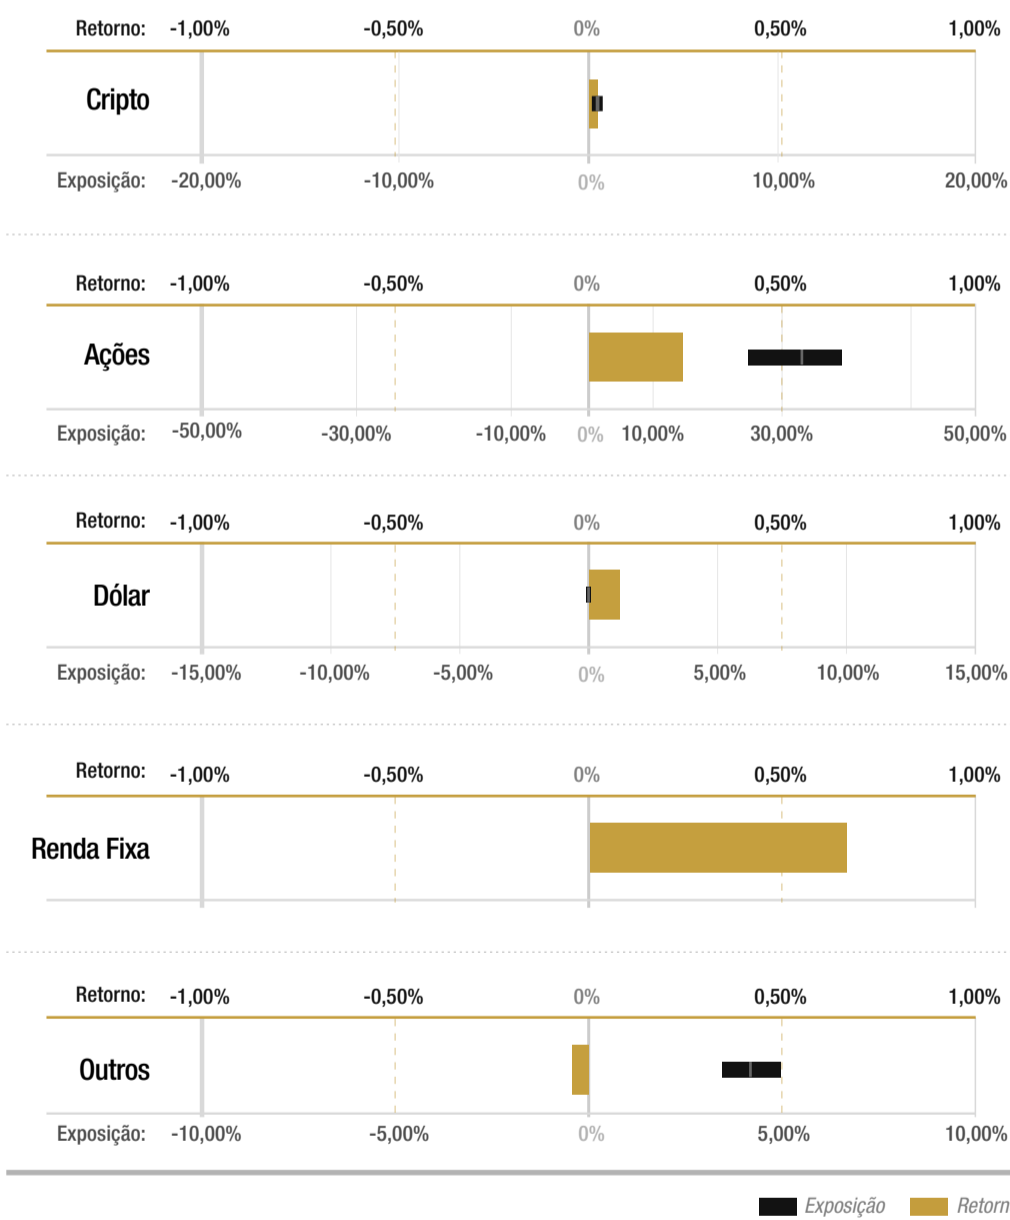 Retorno: -1,00% -0,50% 0% 0,50% 1,00%
Cripto
Exposição: -20,00% -10,00% 0% 10,00% 20,00%
Retorno: -1,00% -0,50% 0% 0,50% 1,00%
Ações
Exposição: -50,00% -30,00% -10,00% 0% 10,00% 30,00% 50,00%
Retorno: -1,00% -0,50% 0% 0,50% 1,00%
Dólar
Exposição: -15,00% -10,00% -5,00% 0% 5,00% 10,00% 15,00%
Retorno: -1,00% -0,50% 0% 0,50% 1,00%
Renda Fixa
Retorno: -1,00% -0,50% 0% 0,50% 1,00%
Outros
Exposição: -10,00% -5,00% 0% 5,00% 10,00%
Exposição Retorn